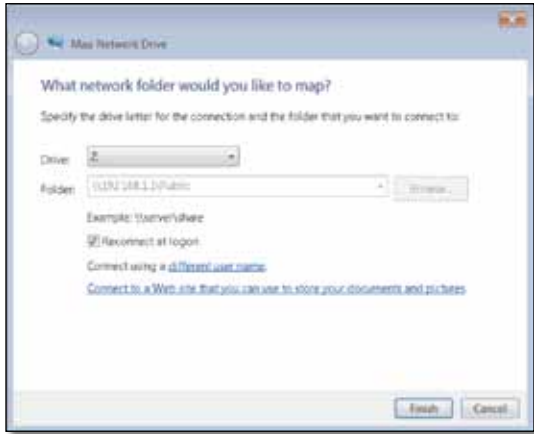 Map Network Drive
What network folder would you like to map?
Specify the drive letter for the connection and the folder that you want to connect to:
Drive: Z:
Folder: \\192.168.1.1\Public Browse...
Example: \\server\share
Reconnect at logon
Connect using a different user name.
Connect to a Web site that you can use to store your documents and pictures.
Finish Cancel